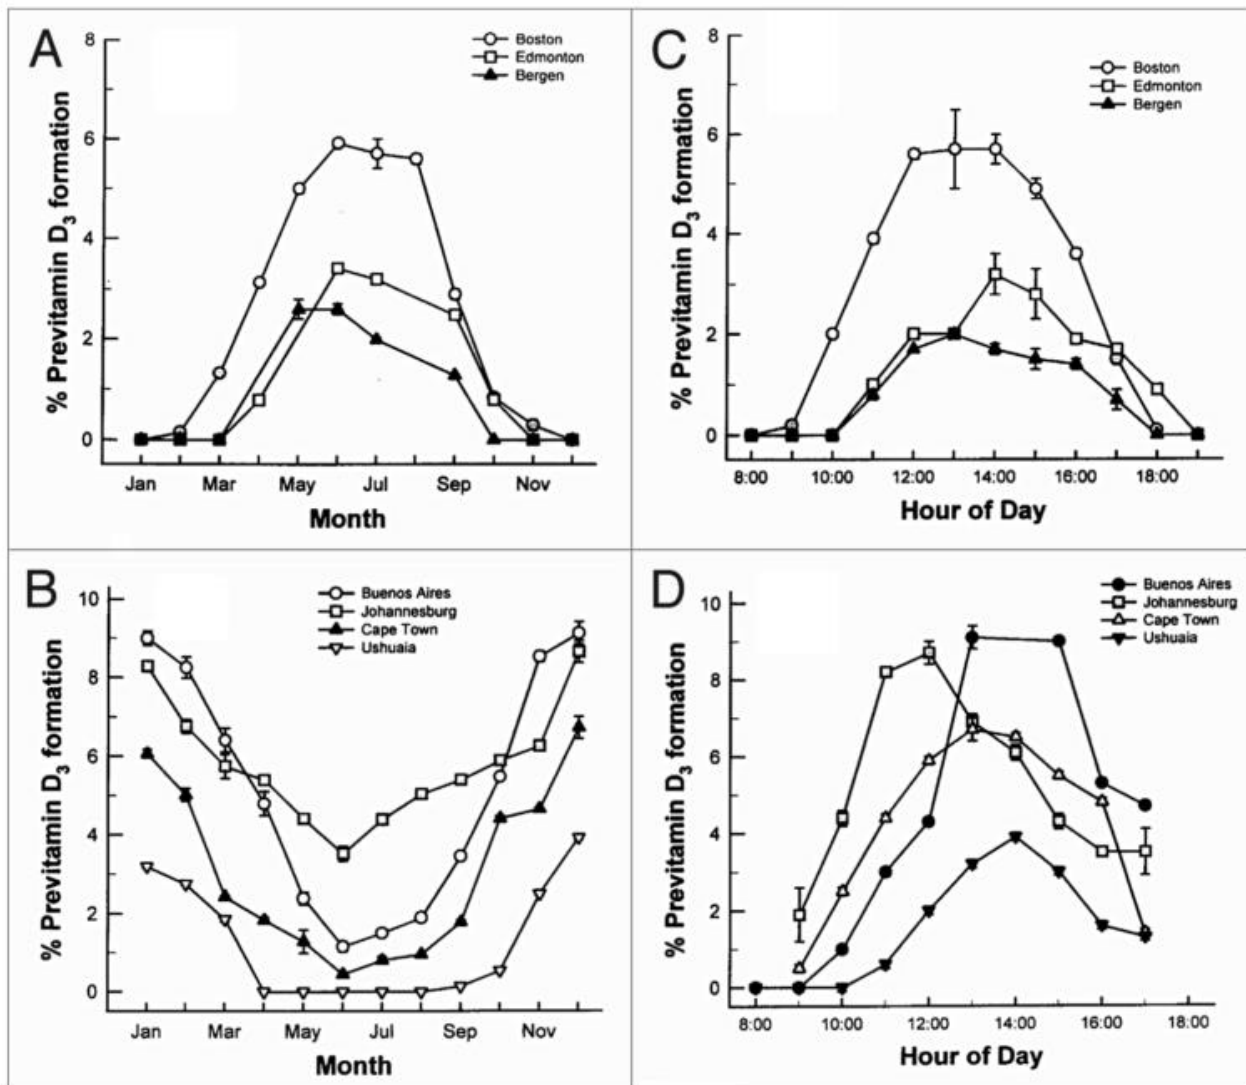 A
8
6
4
2
0
% Previtamin D3 formation
Boston
Edmonton
Bergen
Jan Mar May Jul Sep Nov
Month
C
8
6
4
2
0
% Previtamin D3 formation
Boston
Edmonton
Bergen
8:00 10:00 12:00 14:00 16:00 18:00
Hour of Day
B
10
8
6
4
2
0
% Previtamin D3 formation
Buenos Aires
Johannesburg
Cape Town
Ushuaia
Jan Mar May Jul Sep Nov
Month
D
10
8
6
4
2
0
% Previtamin D3 formation
Buenos Aires
Johannesburg
Cape Town
Ushuaia
8:00 10:00 12:00 14:00 16:00 18:00
Hour of Day